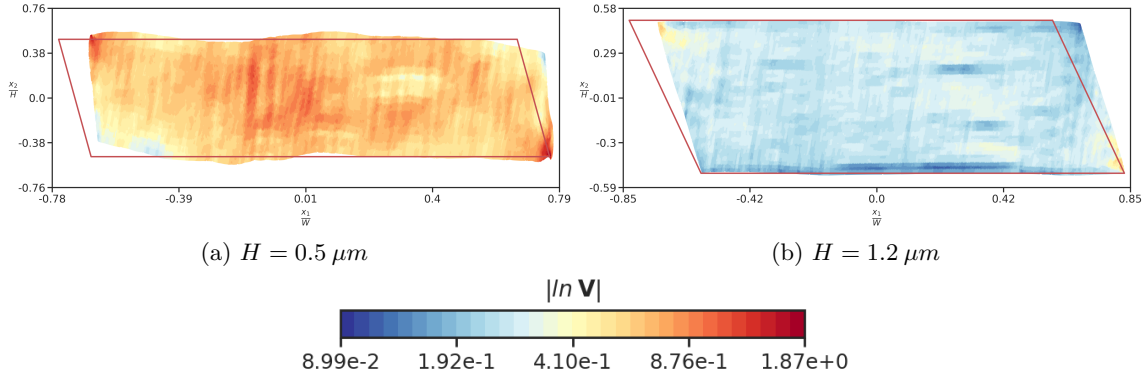 0.76
0.38
0.0
-0.38
-0.76
x₂/H
-0.78 -0.39 0.01 0.4 0.79
x₁/W
(a) H = 0.5 μm
0.58
0.29
-0.01
-0.3
-0.59
x₂/H
-0.85 -0.42 0.0 0.42 0.85
x₁/W
(b) H = 1.2 μm
|ln V|
8.99e-2 1.92e-1 4.10e-1 8.76e-1 1.87e+0